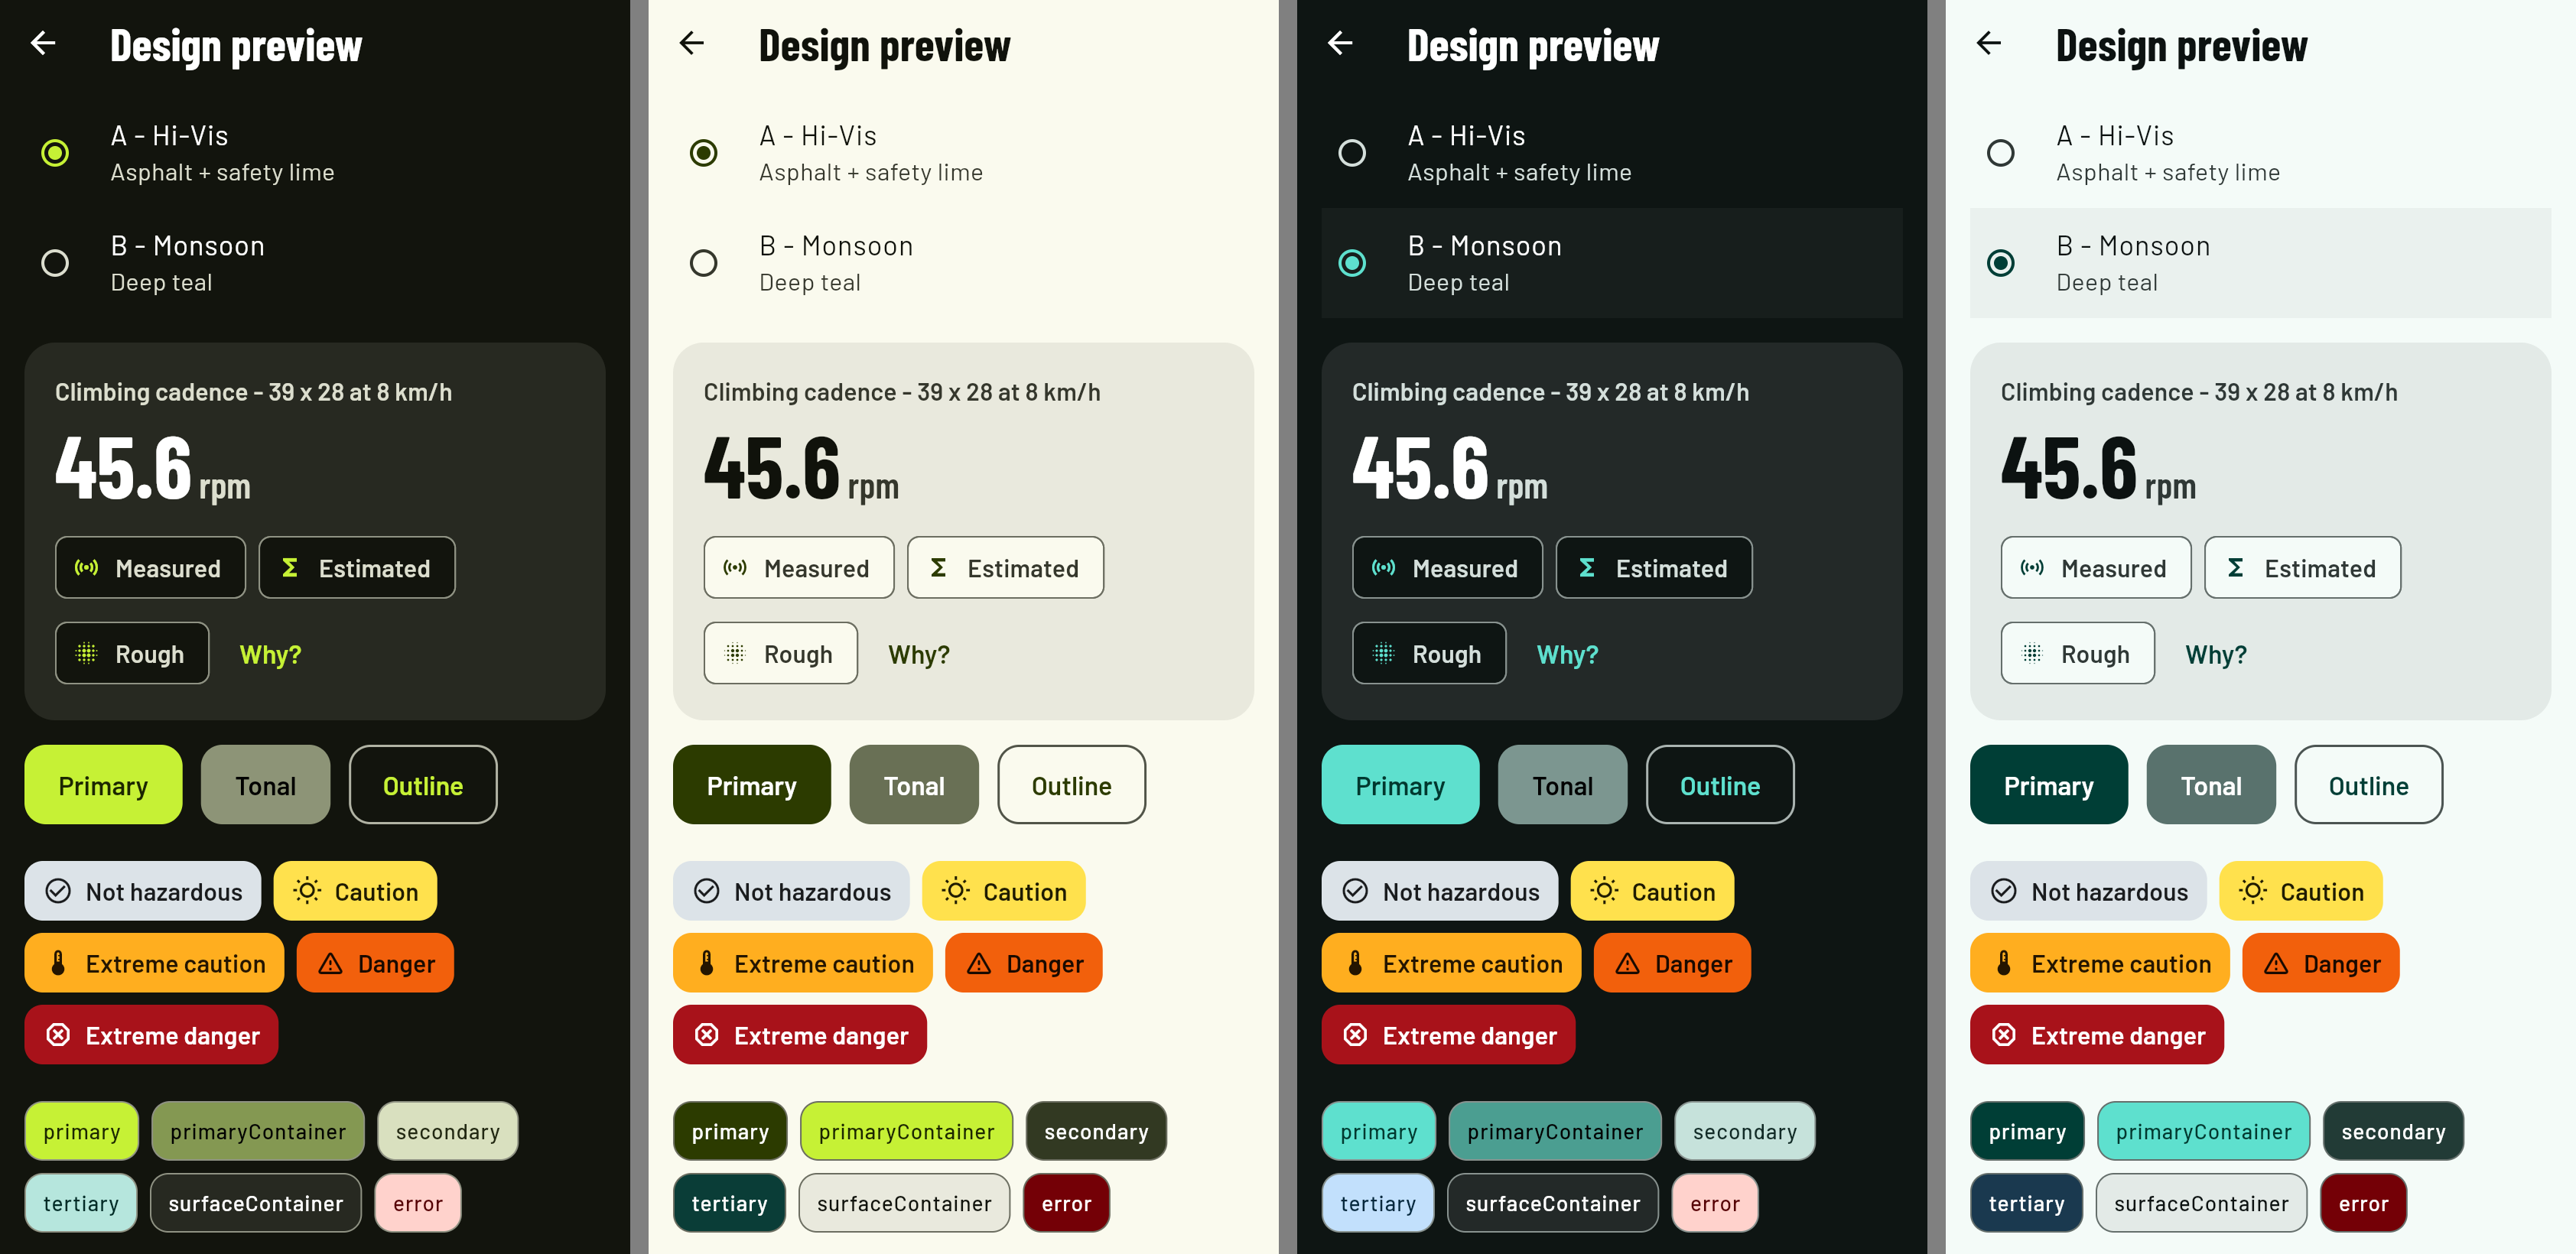 Design preview
A - Hi-Vis
Asphalt + safety lime
B - Monsoon
Deep teal
Climbing cadence - 39 x 28 at 8 km/h
45.6 rpm
Measured
Estimated
Rough
Why?
Primary
Tonal
Outline
Not hazardous
Caution
Extreme caution
Danger
Extreme danger
primary
primaryContainer
secondary
tertiary
surfaceContainer
error
Design preview
A - Hi-Vis
Asphalt + safety lime
B - Monsoon
Deep teal
Climbing cadence - 39 x 28 at 8 km/h
45.6 rpm
Measured
Estimated
Rough
Why?
Primary
Tonal
Outline
Not hazardous
Caution
Extreme caution
Danger
Extreme danger
primary
primaryContainer
secondary
tertiary
surfaceContainer
error
Design preview
A - Hi-Vis
Asphalt + safety lime
B - Monsoon
Deep teal
Climbing cadence - 39 x 28 at 8 km/h
45.6 rpm
Measured
Estimated
Rough
Why?
Primary
Tonal
Outline
Not hazardous
Caution
Extreme caution
Danger
Extreme danger
primary
primaryContainer
secondary
tertiary
surfaceContainer
error
Design preview
A - Hi-Vis
Asphalt + safety lime
B - Monsoon
Deep teal
Climbing cadence - 39 x 28 at 8 km/h
45.6 rpm
Measured
Estimated
Rough
Why?
Primary
Tonal
Outline
Not hazardous
Caution
Extreme caution
Danger
Extreme danger
primary
primaryContainer
secondary
tertiary
surfaceContainer
error